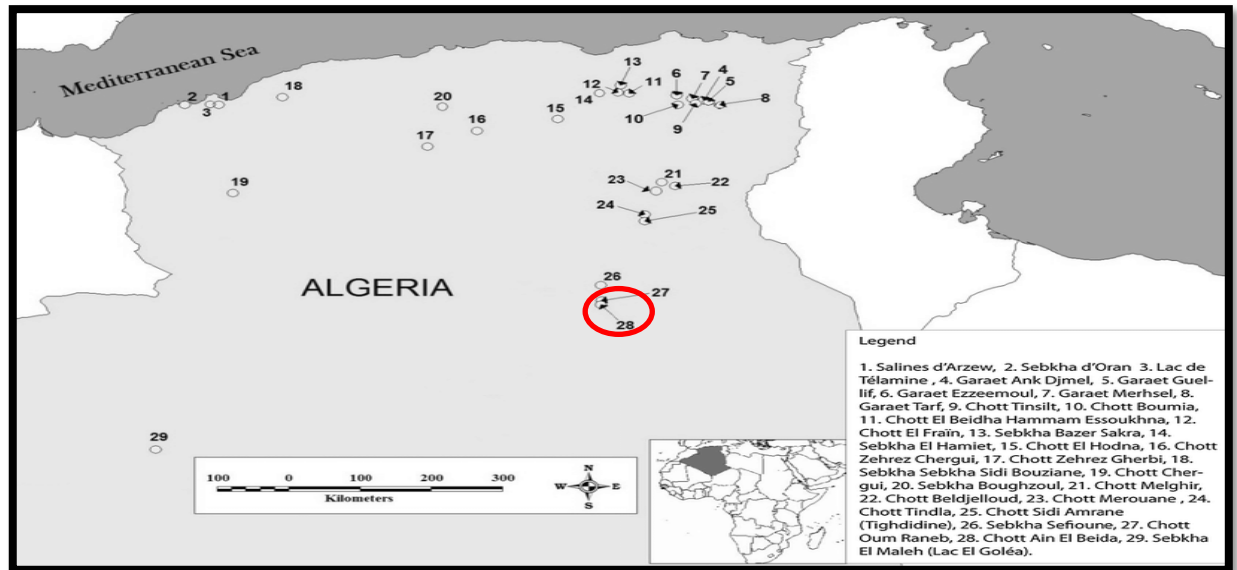 Mediterranean Sea
13
6
7
4
5
2
1
18
12
11
3
14
20
15
8
10
9
16
17
21
23
22
19
24
25
26
ALGERIA
27
28
Legend
1. Salines d'Arzew, 2. Sebkha d'Oran 3. Lac de
Télamine , 4. Garaet Ank Djmel, 5. Garaet Guel-
lif, 6. Garaet Ezzeemoul, 7. Garaet Merhsel, 8.
Garaet Tarf, 9. Chott Tinsilt, 10. Chott Boumia,
11. Chott El Beidha Hammam Essoukhna, 12.
Chott El Fraïn, 13. Sebkha Bazer Sakra, 14.
Sebkha El Hamiet, 15. Chott El Hodna, 16. Chott
Zehrez Chergui, 17. Chott Zehrez Gherbi, 18.
Sebkha Sebkha Sidi Bouziane, 19. Chott Cher-
gui, 20. Sebkha Boughzoul, 21. Chott Melghir,
22. Chott Beldjelloud, 23. Chott Merouane , 24.
Chott Tindla, 25. Chott Sidi Amrane
(Tighdidine), 26. Sebkha Sefioune, 27. Chott
Oum Raneb, 28. Chott Ain El Beida, 29. Sebkha
El Maleh (Lac El Goléa).
29
100 0 100 200 300
Kilometers
N
W E
S